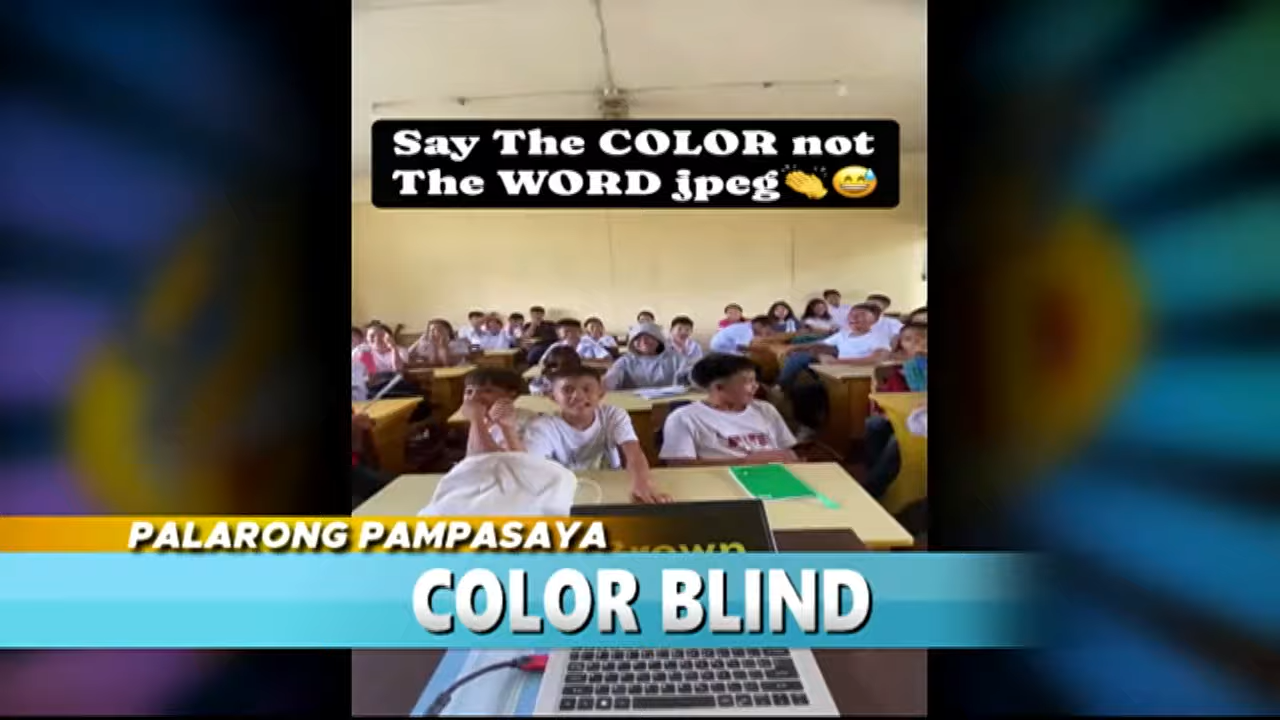 Say The COLOR not
The WORD jpeg👏😅
PALARONG PAMPASAYA
COLOR BLIND